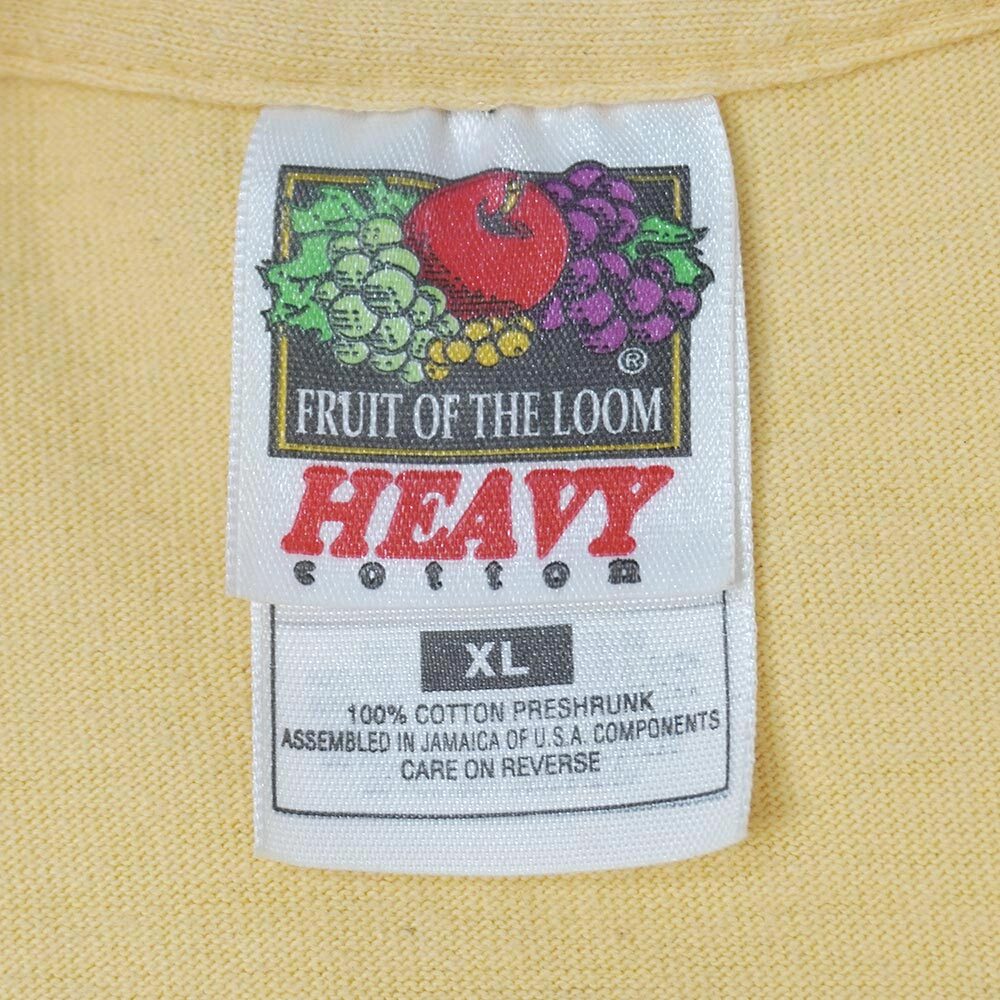 ®
FRUIT OF THE LOOM
HEAVY
cotton
XL
100% COTTON PRESHRUNK
ASSEMBLED IN JAMAICA OF U.S.A. COMPONENTS
CARE ON REVERSE